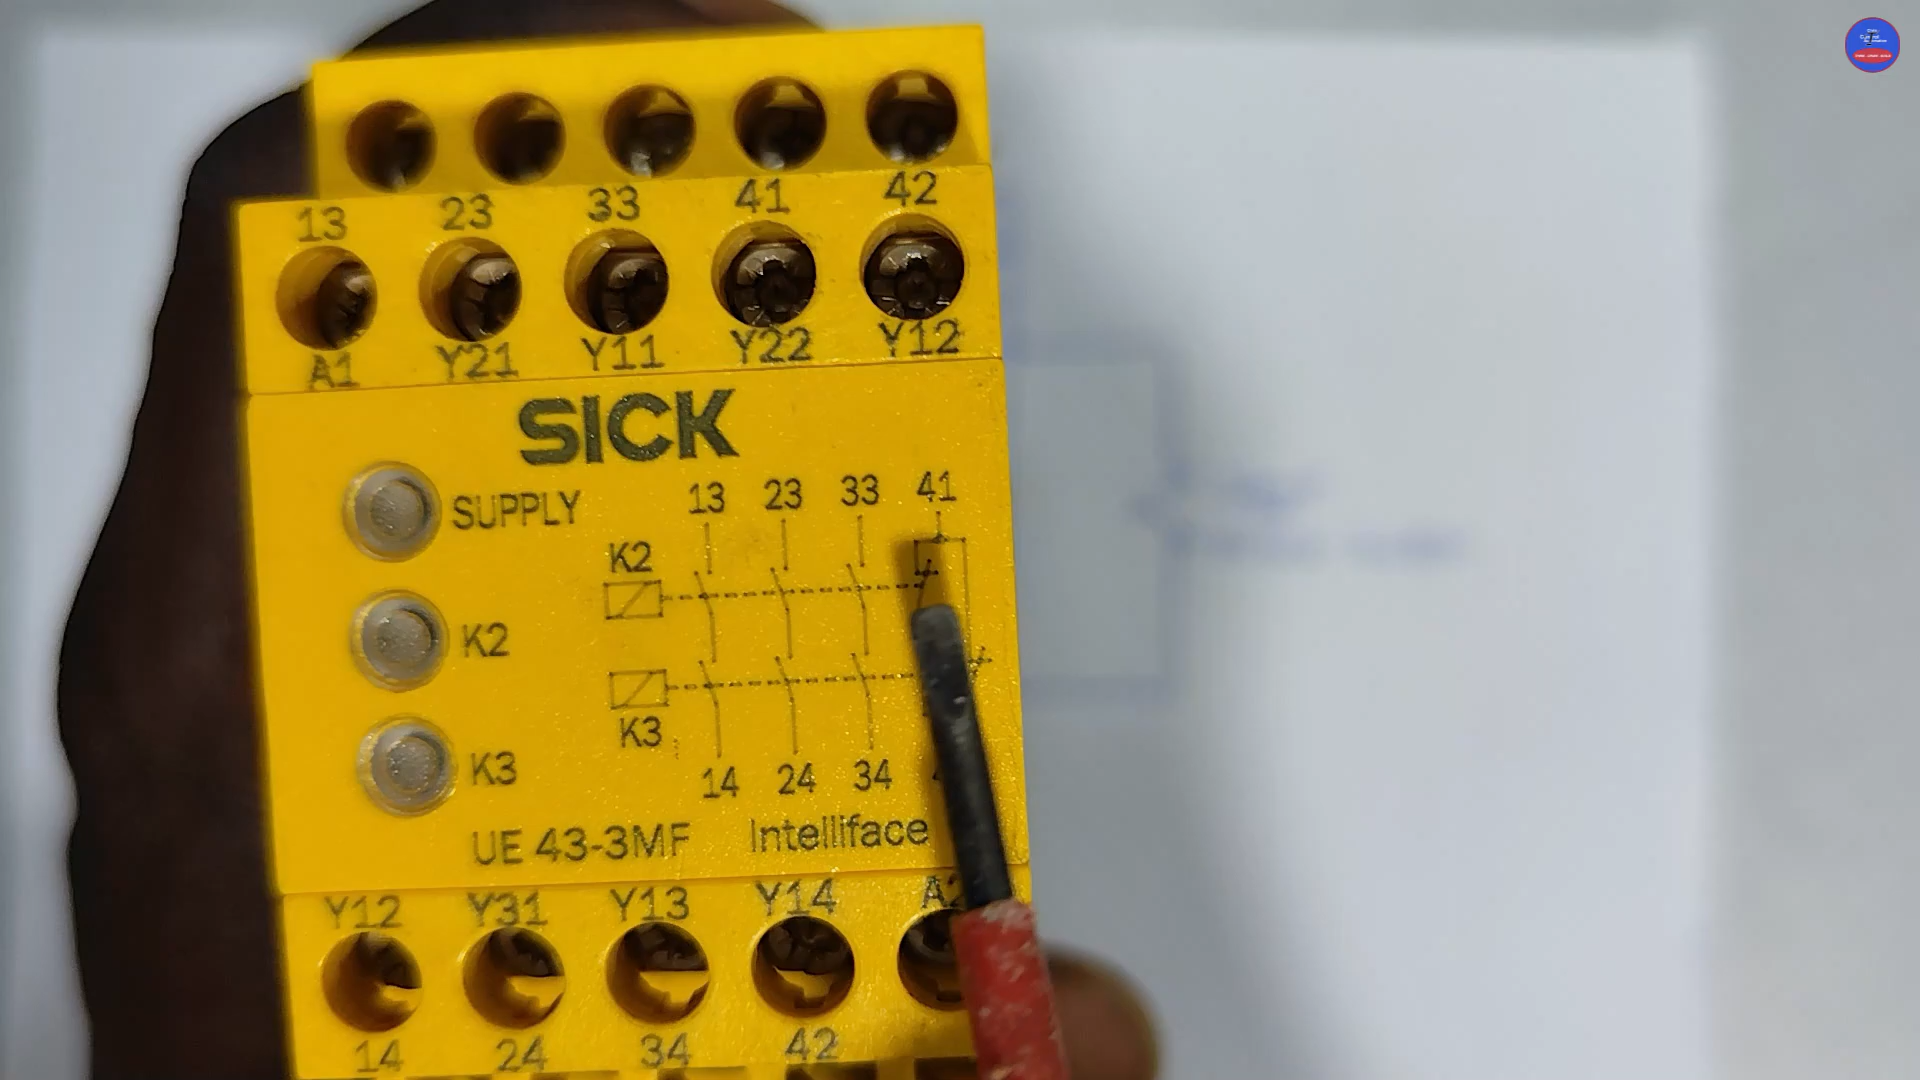 13 23 33 41 42
A1 Y21 Y11 Y22 Y12
SICK
SUPPLY
K2
K3
13 23 33 41
K2
K3
14 24 34
UE 43-3MF Intelliface
Y12 Y31 Y13 Y14 A2
14 24 34 42